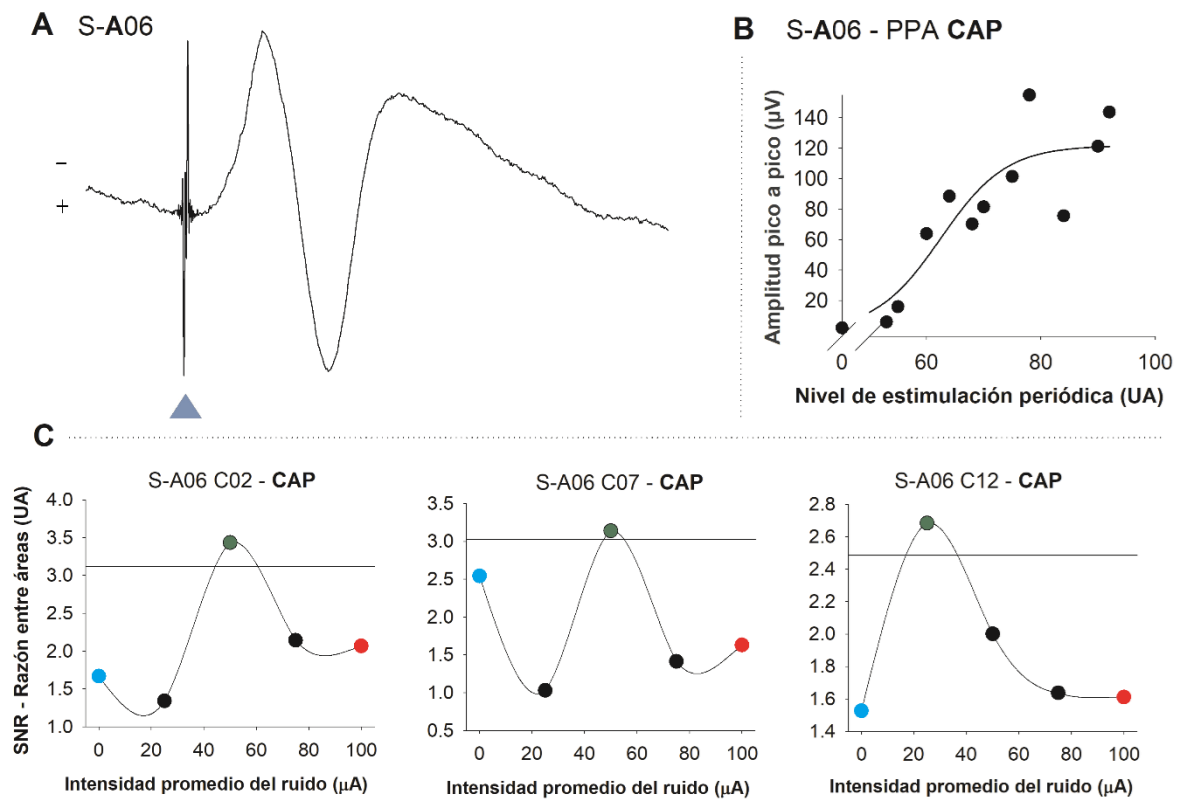 A S-A06
−
+
B S-A06 - PPA CAP
Amplitud pico a pico (µV)
140
120
100
80
60
40
20
0 60 80 100
Nivel de estimulación periódica (UA)
C
S-A06 C02 - CAP
SNR - Razón entre áreas (UA)
4.0
3.5
3.0
2.5
2.0
1.5
1.0
0 20 40 60 80 100
Intensidad promedio del ruido (µA)
S-A06 C07 - CAP
3.5
3.0
2.5
2.0
1.5
1.0
0.5
0 20 40 60 80 100
Intensidad promedio del ruido (µA)
S-A06 C12 - CAP
2.8
2.6
2.4
2.2
2.0
1.8
1.6
1.4
0 20 40 60 80 100
Intensidad promedio del ruido (µA)